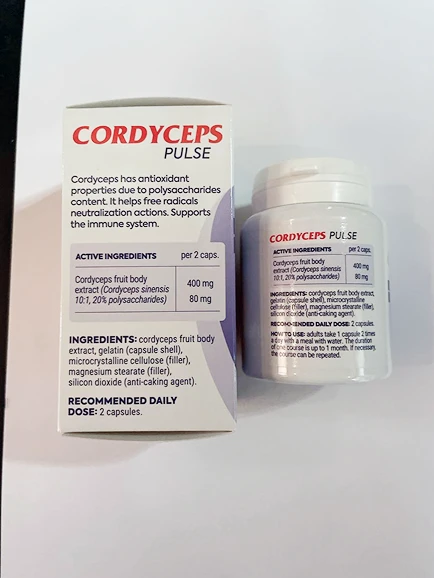 CORDYCEPS
PULSE
Cordyceps has antioxidant
properties due to polysaccharides
content. It helps free radicals
neutralization actions. Supports
the immune system.
ACTIVE INGREDIENTS per 2 caps.
Cordyceps fruit body
extract (Cordyceps sinensis
10:1, 20% polysaccharides)
400 mg
80 mg
INGREDIENTS: cordyceps fruit body
extract, gelatin (capsule shell),
microcrystalline cellulose (filler),
magnesium stearate (filler),
silicon dioxide (anti-caking agent).
RECOMMENDED DAILY
DOSE: 2 capsules.
CORDYCEPS PULSE
ACTIVE INGREDIENTS per 2 caps.
Cordyceps fruit body
extract (Cordyceps sinensis
10:1, 20% polysaccharides)
400 mg
80 mg
INGREDIENTS: cordyceps fruit body extract,
gelatin (capsule shell), microcrystalline
cellulose (filler), magnesium stearate (filler),
silicon dioxide (anti-caking agent).
RECOMMENDED DAILY DOSE: 2 capsules.
HOW TO USE: adults take 1 capsule 2 times
a day with a meal with water. The duration
of one course is up to 1 month. If necessary,
the course can be repeated.